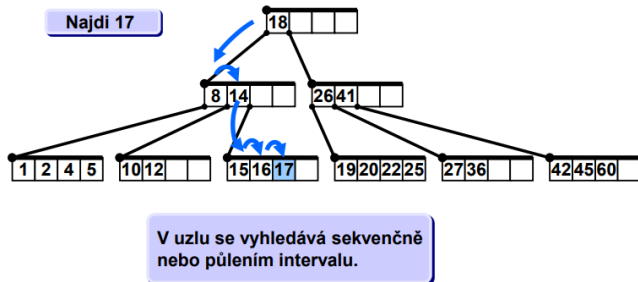 Najdi 17
18
8 14
26 41
1 2 4 5
10 12
15 16 17
19 20 22 25
27 36
42 45 60
V uzlu se vyhledává sekvenčně
nebo půlením intervalu.